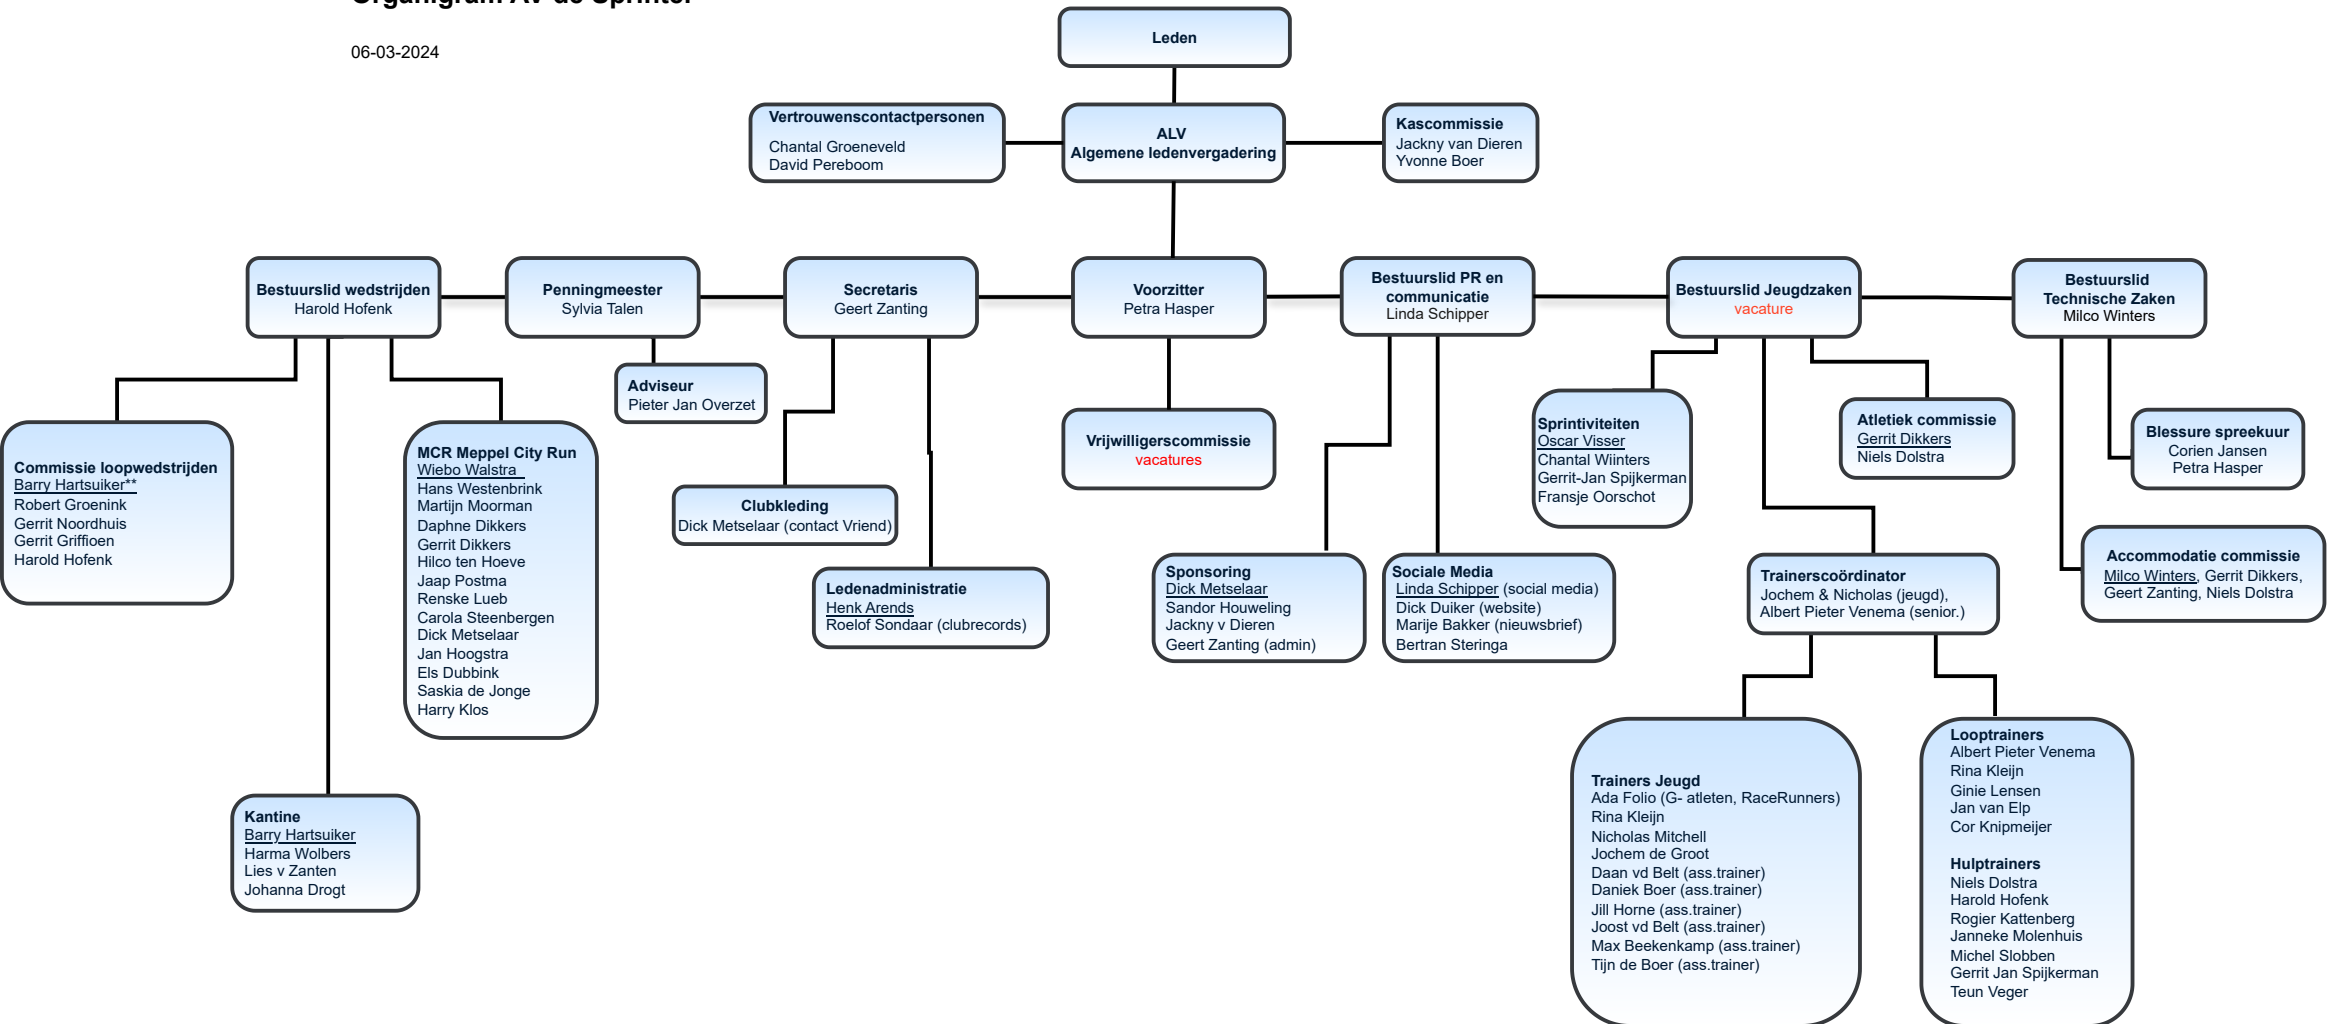 Organigram AV de Sprinter
06-03-2024
Leden
Vertrouwenscontactpersonen
Chantal Groeneveld
David Pereboom
ALV
Algemene ledenvergadering
Kascommissie
Jackny van Dieren
Yvonne Boer
Bestuurslid wedstrijden
Harold Hofenk
Penningmeester
Sylvia Talen
Secretaris
Geert Zanting
Voorzitter
Petra Hasper
Bestuurslid PR en
communicatie
Linda Schipper
Bestuurslid Jeugdzaken
vacature
Bestuurslid
Technische Zaken
Milco Winters
Adviseur
Pieter Jan Overzet
Commissie loopwedstrijden
Barry Hartsuiker**
Robert Groenink
Gerrit Noordhuis
Gerrit Griffioen
Harold Hofenk
MCR Meppel City Run
Wiebo Walstra
Hans Westenbrink
Martijn Moorman
Daphne Dikkers
Gerrit Dikkers
Hilco ten Hoeve
Jaap Postma
Renske Lueb
Carola Steenbergen
Dick Metselaar
Jan Hoogstra
Els Dubbink
Saskia de Jonge
Harry Klos
Clubkleding
Dick Metselaar (contact Vriend)
Ledenadministratie
Henk Arends
Roelof Sondaar (clubrecords)
Vrijwilligerscommissie
vacatures
Sponsoring
Dick Metselaar
Sandor Houweling
Jackny v Dieren
Geert Zanting (admin)
Sociale Media
Linda Schipper (social media)
Dick Duiker (website)
Marije Bakker (nieuwsbrief)
Bertran Steringa
Sprintiviteiten
Oscar Visser
Chantal Wiinters
Gerrit-Jan Spijkerman
Fransje Oorschot
Atletiek commissie
Gerrit Dikkers
Niels Dolstra
Blessure spreekuur
Corien Jansen
Petra Hasper
Accommodatie commissie
Milco Winters, Gerrit Dikkers,
Geert Zanting, Niels Dolstra
Trainerscoördinator
Jochem & Nicholas (jeugd),
Albert Pieter Venema (senior.)
Kantine
Barry Hartsuiker
Harma Wolbers
Lies v Zanten
Johanna Drogt
Trainers Jeugd
Ada Folio (G- atleten, RaceRunners)
Rina Kleijn
Nicholas Mitchell
Jochem de Groot
Daan vd Belt (ass.trainer)
Daniek Boer (ass.trainer)
Jill Horne (ass.trainer)
Joost vd Belt (ass.trainer)
Max Beekenkamp (ass.trainer)
Tijn de Boer (ass.trainer)
Looptrainers
Albert Pieter Venema
Rina Kleijn
Ginie Lensen
Jan van Elp
Cor Knipmeijer
Hulptrainers
Niels Dolstra
Harold Hofenk
Rogier Kattenberg
Janneke Molenhuis
Michel Slobben
Gerrit Jan Spijkerman
Teun Veger